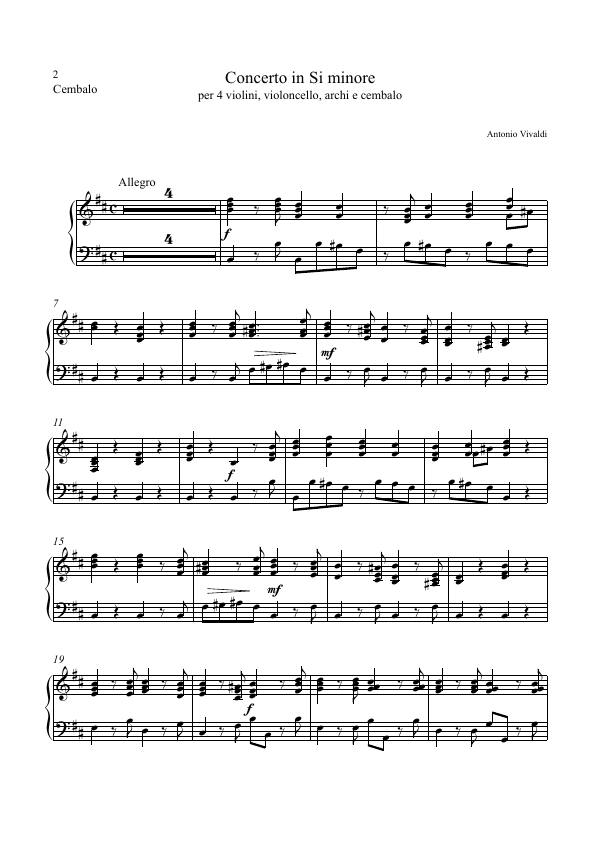 2
Cembalo
Concerto in Si minore
per 4 violini, violoncello, archi e cembalo
Antonio Vivaldi
Allegro
4
f
4
7
mf
11
f
15
mf
19
f